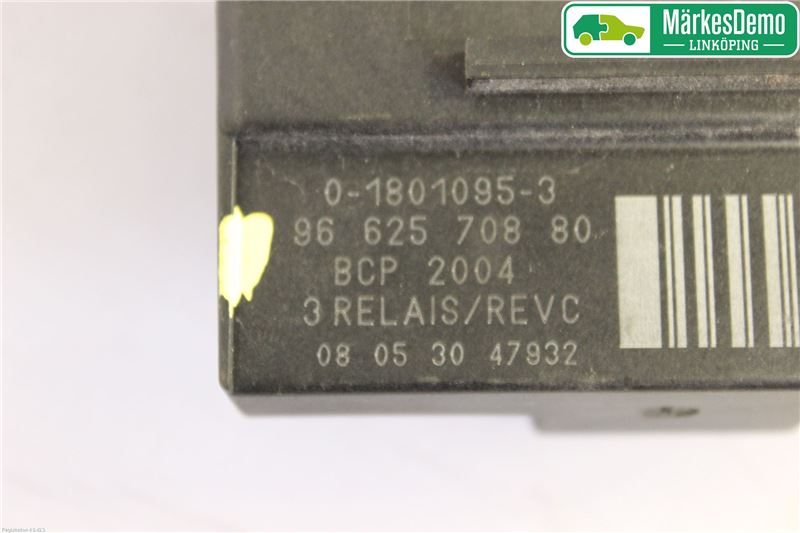 MärkesDemo
LINKÖPING
0-1801095-3
96 625 708 80
BCP 2004
3 RELAIS/REVC
08 05 30 47932